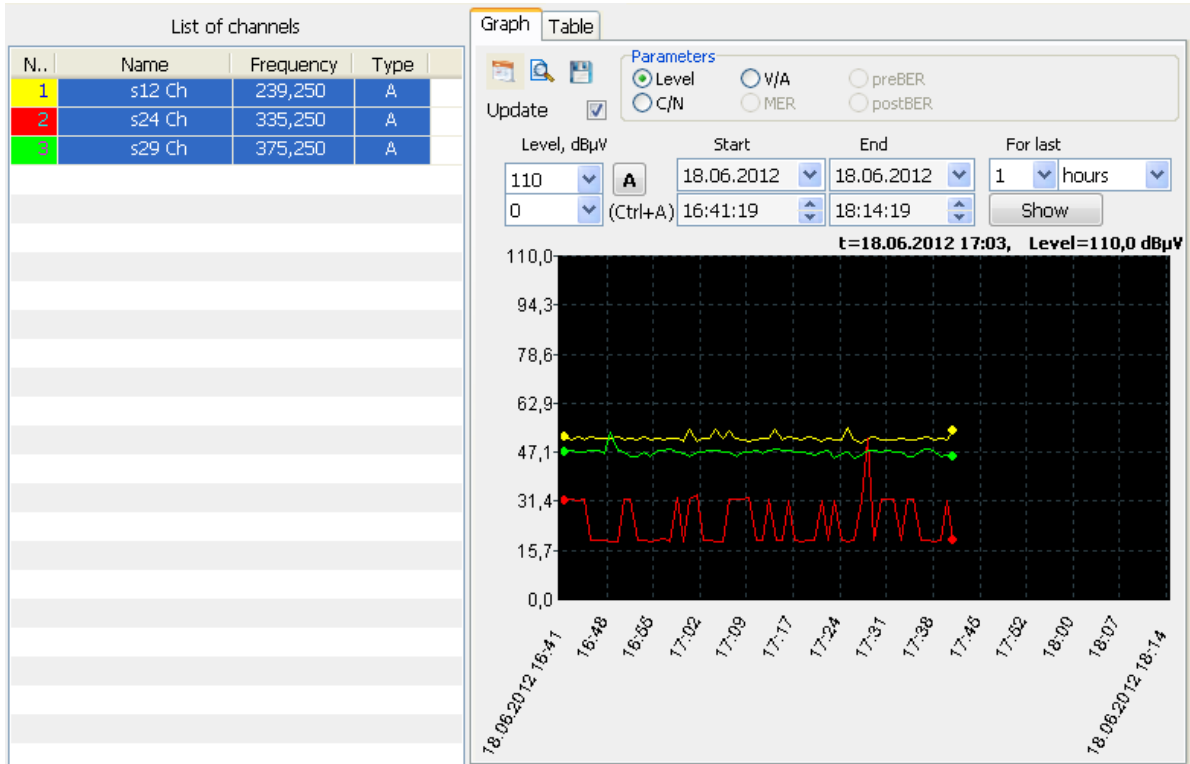 List of channels
N.. Name Frequency Type
1 s12 Ch 239,250 A
2 s24 Ch 335,250 A
3 s29 Ch 375,250 A
Graph Table
Parameters
Level V/A preBER
C/N MER postBER
Update
Level, dBµV Start End For last
110 A 18.06.2012 18.06.2012 1 hours
0 (Ctrl+A) 16:41:19 18:14:19 Show
t=18.06.2012 17:03, Level=110,0 dBµV
110,0
94,3
78,6
62,9
47,1
31,4
15,7
0,0
18.06.2012 16:41 16:48 16:55 17:02 17:09 17:17 17:24 17:31 17:38 17:45 17:52 18:00 18:07 18.06.2012 18:14